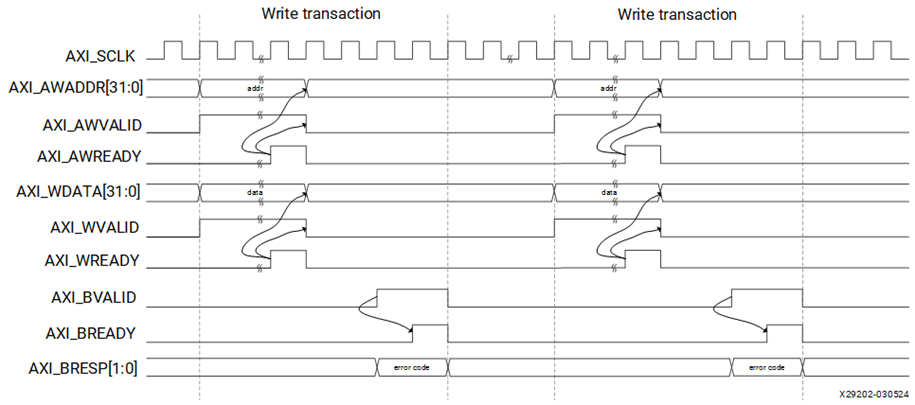 Write transaction Write transaction
AXI_SCLK
AXI_AWADDR[31:0] addr addr
AXI_AWVALID
AXI_AWREADY
AXI_WDATA[31:0] data data
AXI_WVALID
AXI_WREADY
AXI_BVALID
AXI_BREADY
AXI_BRESP[1:0] error code error code
X29202-030524